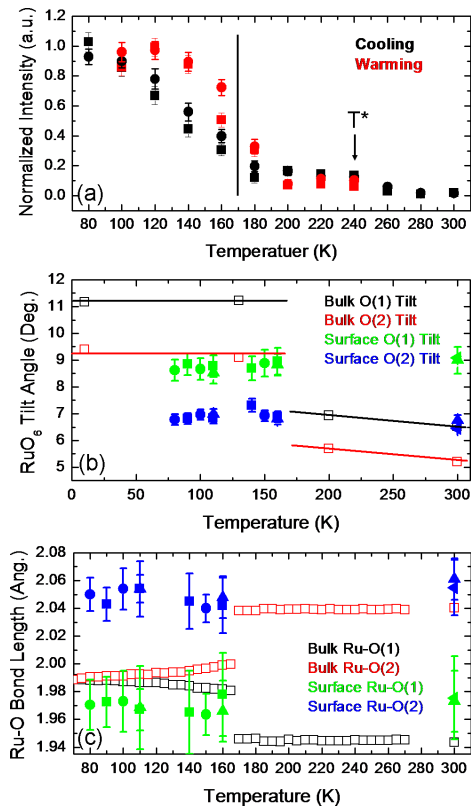 1.2
1.0
0.8
0.6
0.4
0.2
0.0
Normalized Intensity (a.u.)
Cooling
Warming
T*
(a)
80 100 120 140 160 180 200 220 240 260 280 300
Temperatuer (K)
12
11
10
9
8
7
6
5
RuO6 Tilt Angle (Deg.)
Bulk O(1) Tilt
Bulk O(2) Tilt
Surface O(1) Tilt
Surface O(2) Tilt
(b)
0 50 100 150 200 250 300
Temperature (K)
2.08
2.06
2.04
2.02
2.00
1.98
1.96
1.94
Ru-O Bond Length (Ang.)
Bulk Ru-O(1)
Bulk Ru-O(2)
Surface Ru-O(1)
Surface Ru-O(2)
(c)
80 100 120 140 160 180 200 220 240 260 280 300
Temperature (K)